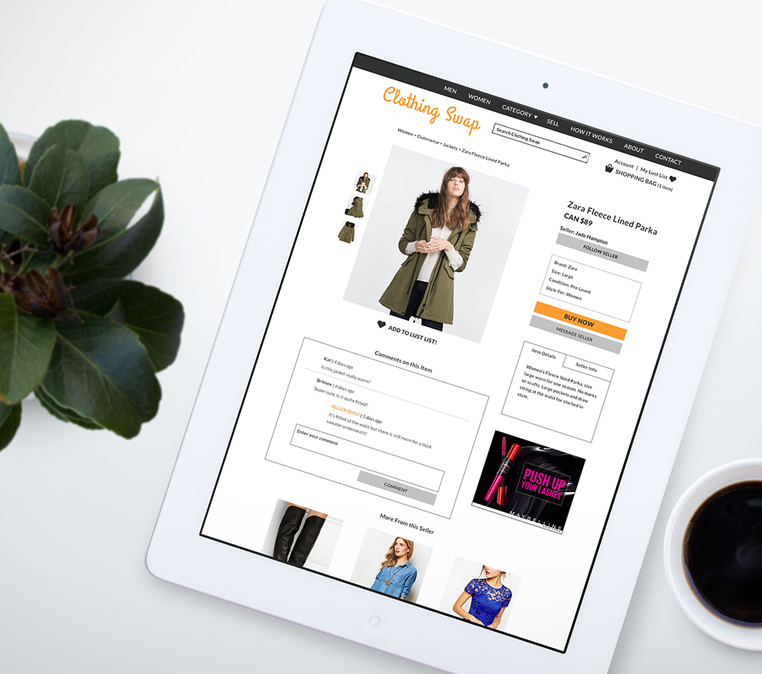 MEN WOMEN CATEGORY SELL HOW IT WORKS ABOUT CONTACT
Clothing Swap
Search Clothing Swap
Account | My Lust List
SHOPPING BAG (1 item)
Women > Outerwear > Jackets > Zara Fleece Lined Parka
Zara Fleece Lined Parka
CAN $89
Seller: Jade Hampton
FOLLOW SELLER
Brand: Zara
Size: Large
Condition: Pre Loved
Style For: Women
BUY NOW
MESSAGE SELLER
ADD TO LUST LIST!
Item Details
Seller Info
Women's Fleece lined Parka, size
large worn for one season. No marks
or scuffs. Large pockets and draw
string at the waist for cinched in
style.
Comments on this Item
Kat | 4 days ago
Is this jacket really warm?
Britnee | 6 days ago
Super cute. Is it quite fitted?
SELLER REPLY | 5 days ago
It's fitted at the waist but there is still room for a thick
sweater underneath!
Enter your comment
COMMENT
PUSH UP
YOUR LASHES
MAYBELLINE
More From this Seller